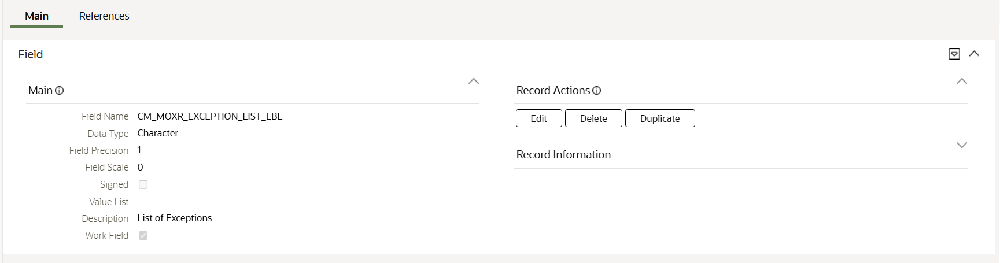 Main References
Field
Main
Field Name CM_MOXR_EXCEPTION_LIST_LBL
Data Type Character
Field Precision 1
Field Scale 0
Signed
Value List
Description List of Exceptions
Work Field
Record Actions
Edit Delete Duplicate
Record Information